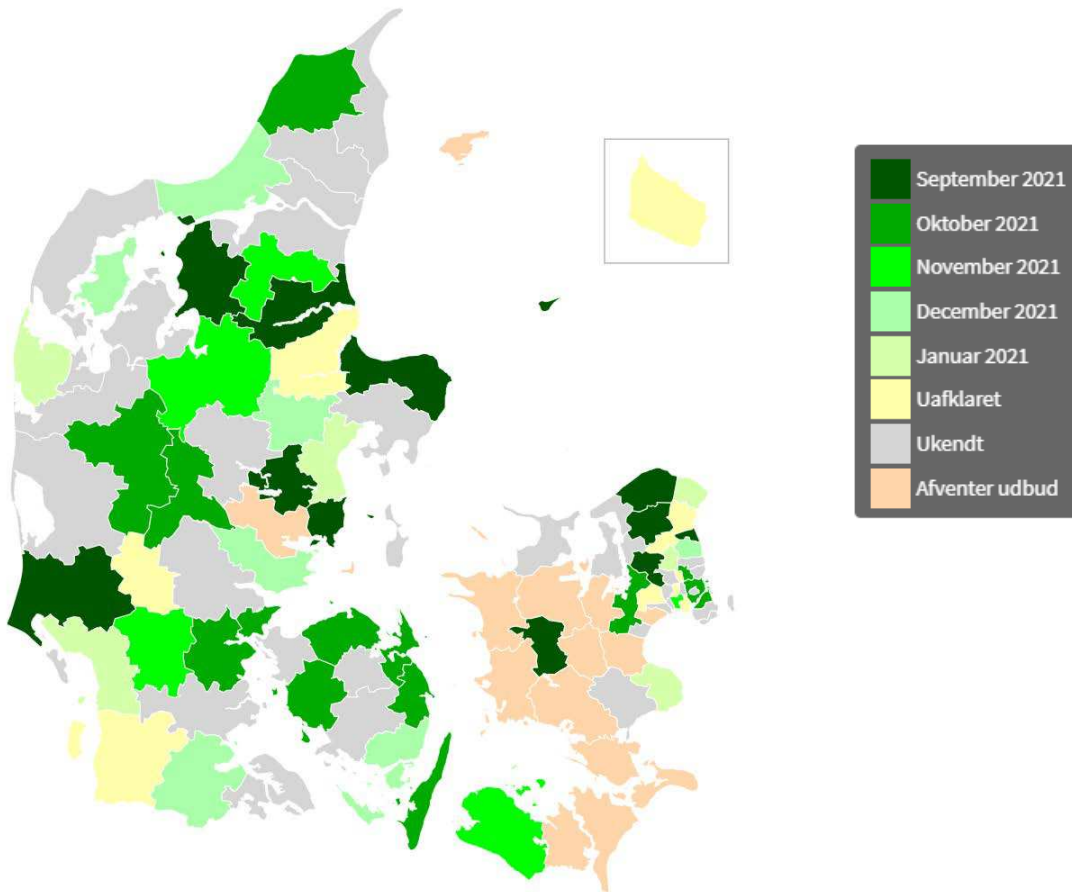 September 2021
Oktober 2021
November 2021
December 2021
Januar 2021
Uafklaret
Ukendt
Afventer udbud